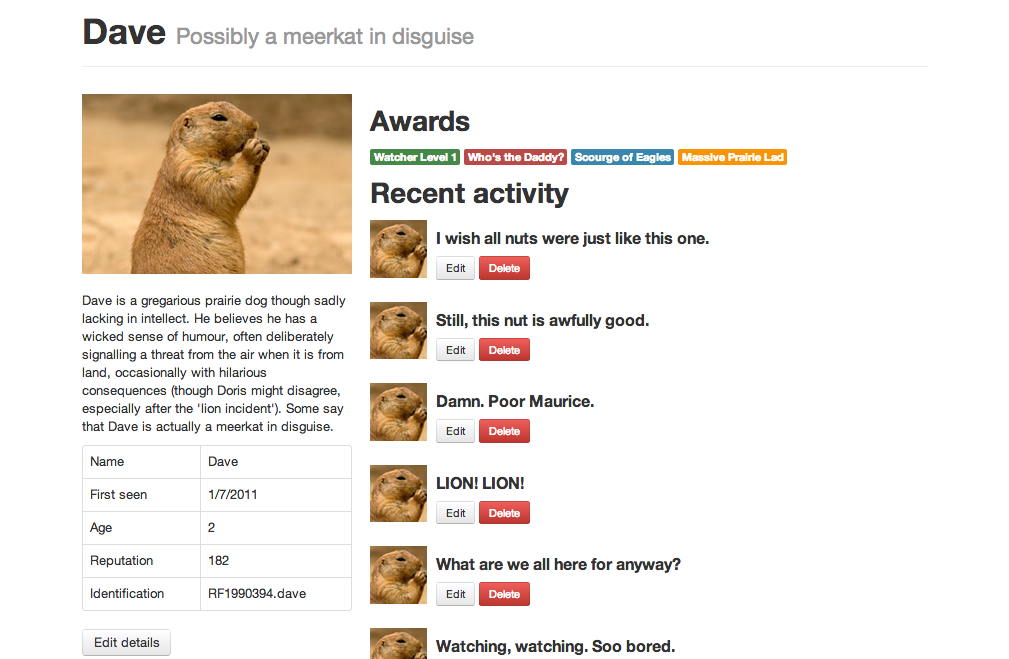 Dave Possibly a meerkat in disguise
Dave is a gregarious prairie dog though sadly
lacking in intellect. He believes he has a
wicked sense of humour, often deliberately
signalling a threat from the air when it is from
land, occasionally with hilarious
consequences (though Doris might disagree,
especially after the 'lion incident'). Some say
that Dave is actually a meerkat in disguise.
Name Dave
First seen 1/7/2011
Age 2
Reputation 182
Identification RF1990394.dave
Edit details
Awards
Watcher Level 1 Who's the Daddy? Scourge of Eagles Massive Prairie Lad
Recent activity
I wish all nuts were just like this one.
Edit Delete
Still, this nut is awfully good.
Edit Delete
Damn. Poor Maurice.
Edit Delete
LION! LION!
Edit Delete
What are we all here for anyway?
Edit Delete
Watching, watching. Soo bored.